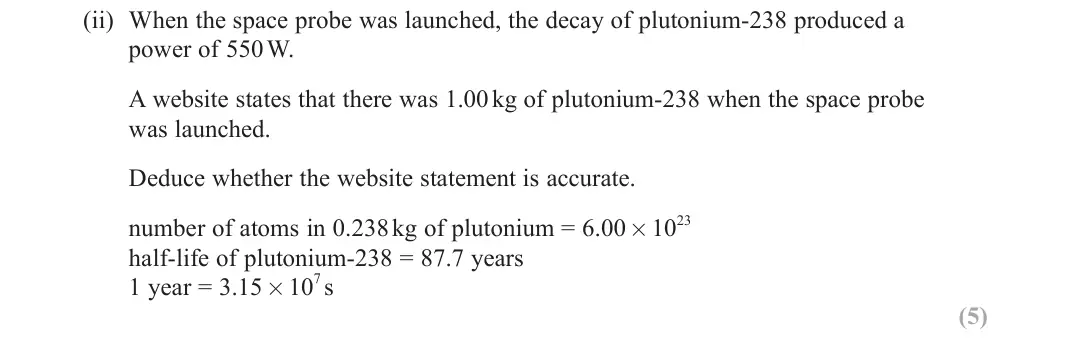 (ii) When the space probe was launched, the decay of plutonium-238 produced a
power of 550 W.
A website states that there was 1.00 kg of plutonium-238 when the space probe
was launched.
Deduce whether the website statement is accurate.
number of atoms in 0.238 kg of plutonium = 6.00 × 10²³
half-life of plutonium-238 = 87.7 years
1 year = 3.15 × 10⁷ s
(5)